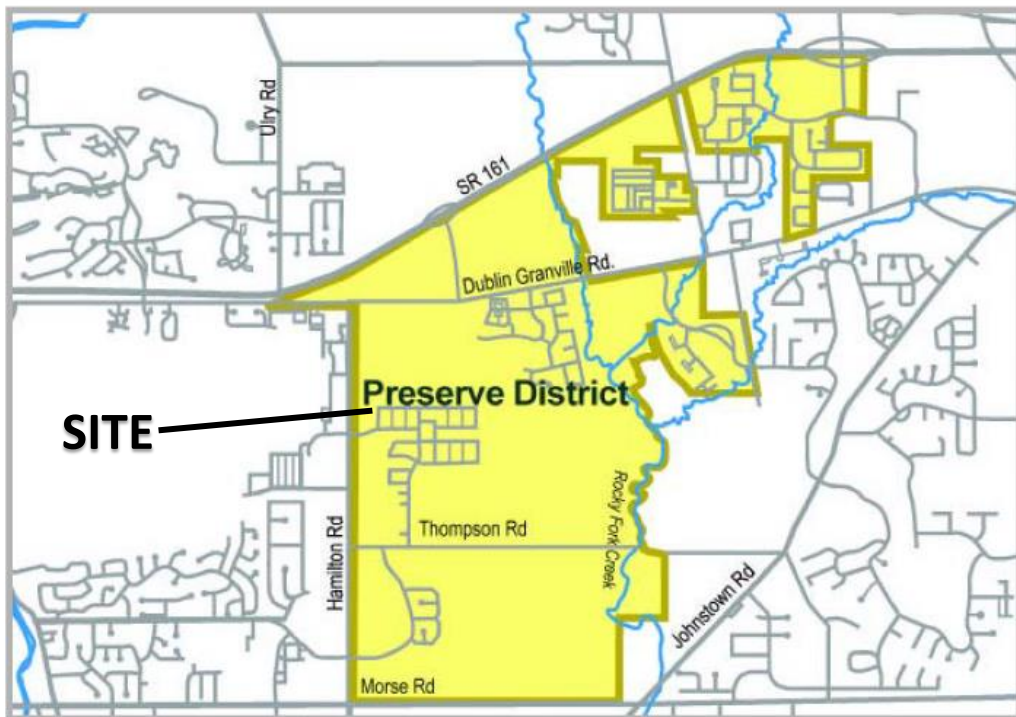 Ulry Rd
SR 161
Dublin Granville Rd.
Preserve District
SITE
Rocky Fork Creek
Thompson Rd
Hamilton Rd
Johnstown Rd
Morse Rd